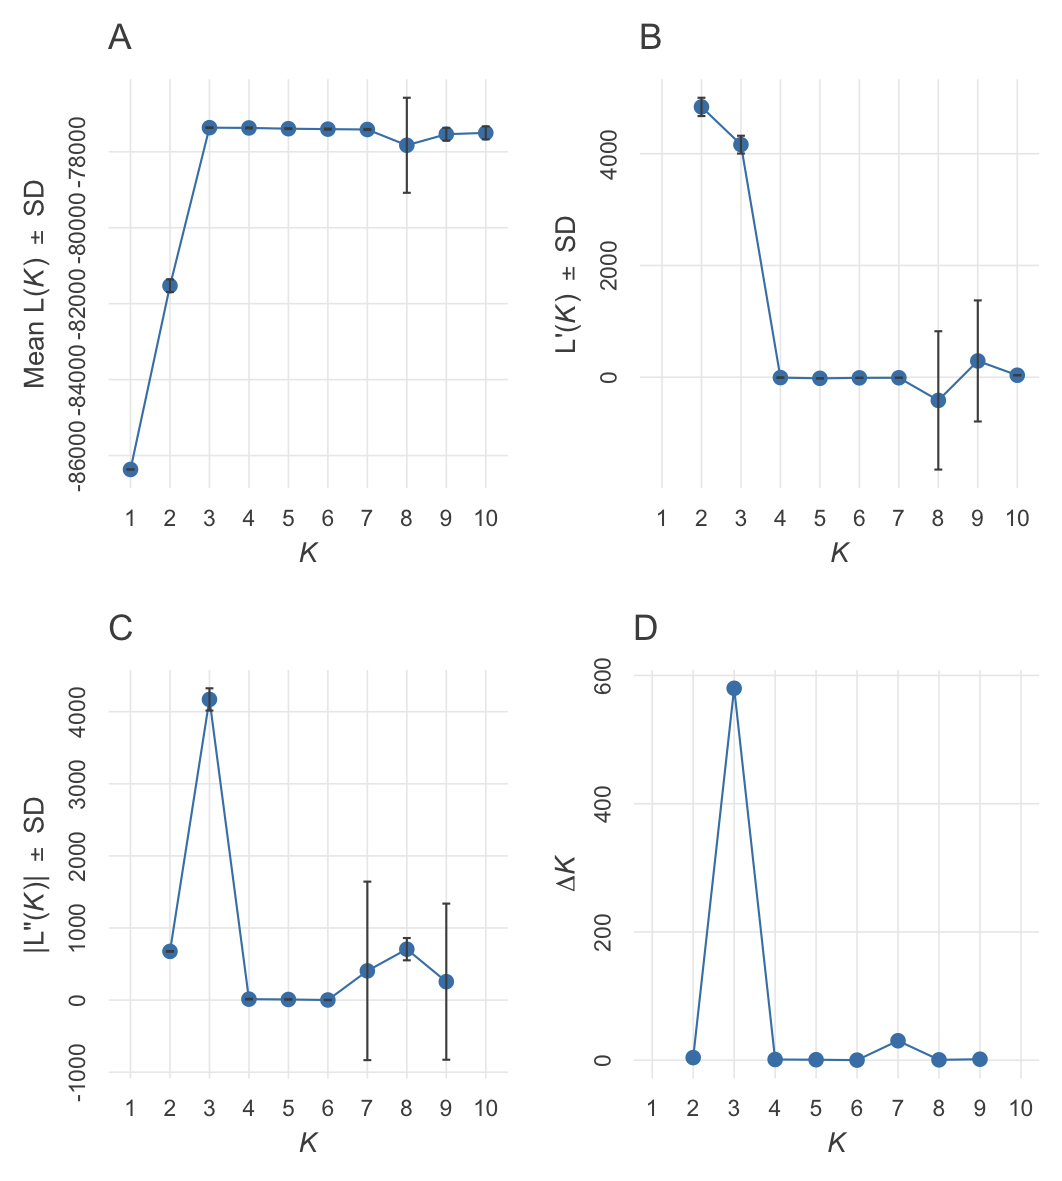 A
Mean L(K) ± SD
-86000 -84000 -82000 -80000 -78000
1 2 3 4 5 6 7 8 9 10
K
B
L'(K) ± SD
0 2000 4000
1 2 3 4 5 6 7 8 9 10
K
C
|L"(K)| ± SD
-1000 0 1000 2000 3000 4000
1 2 3 4 5 6 7 8 9 10
K
D
ΔK
0 200 400 600
1 2 3 4 5 6 7 8 9 10
K